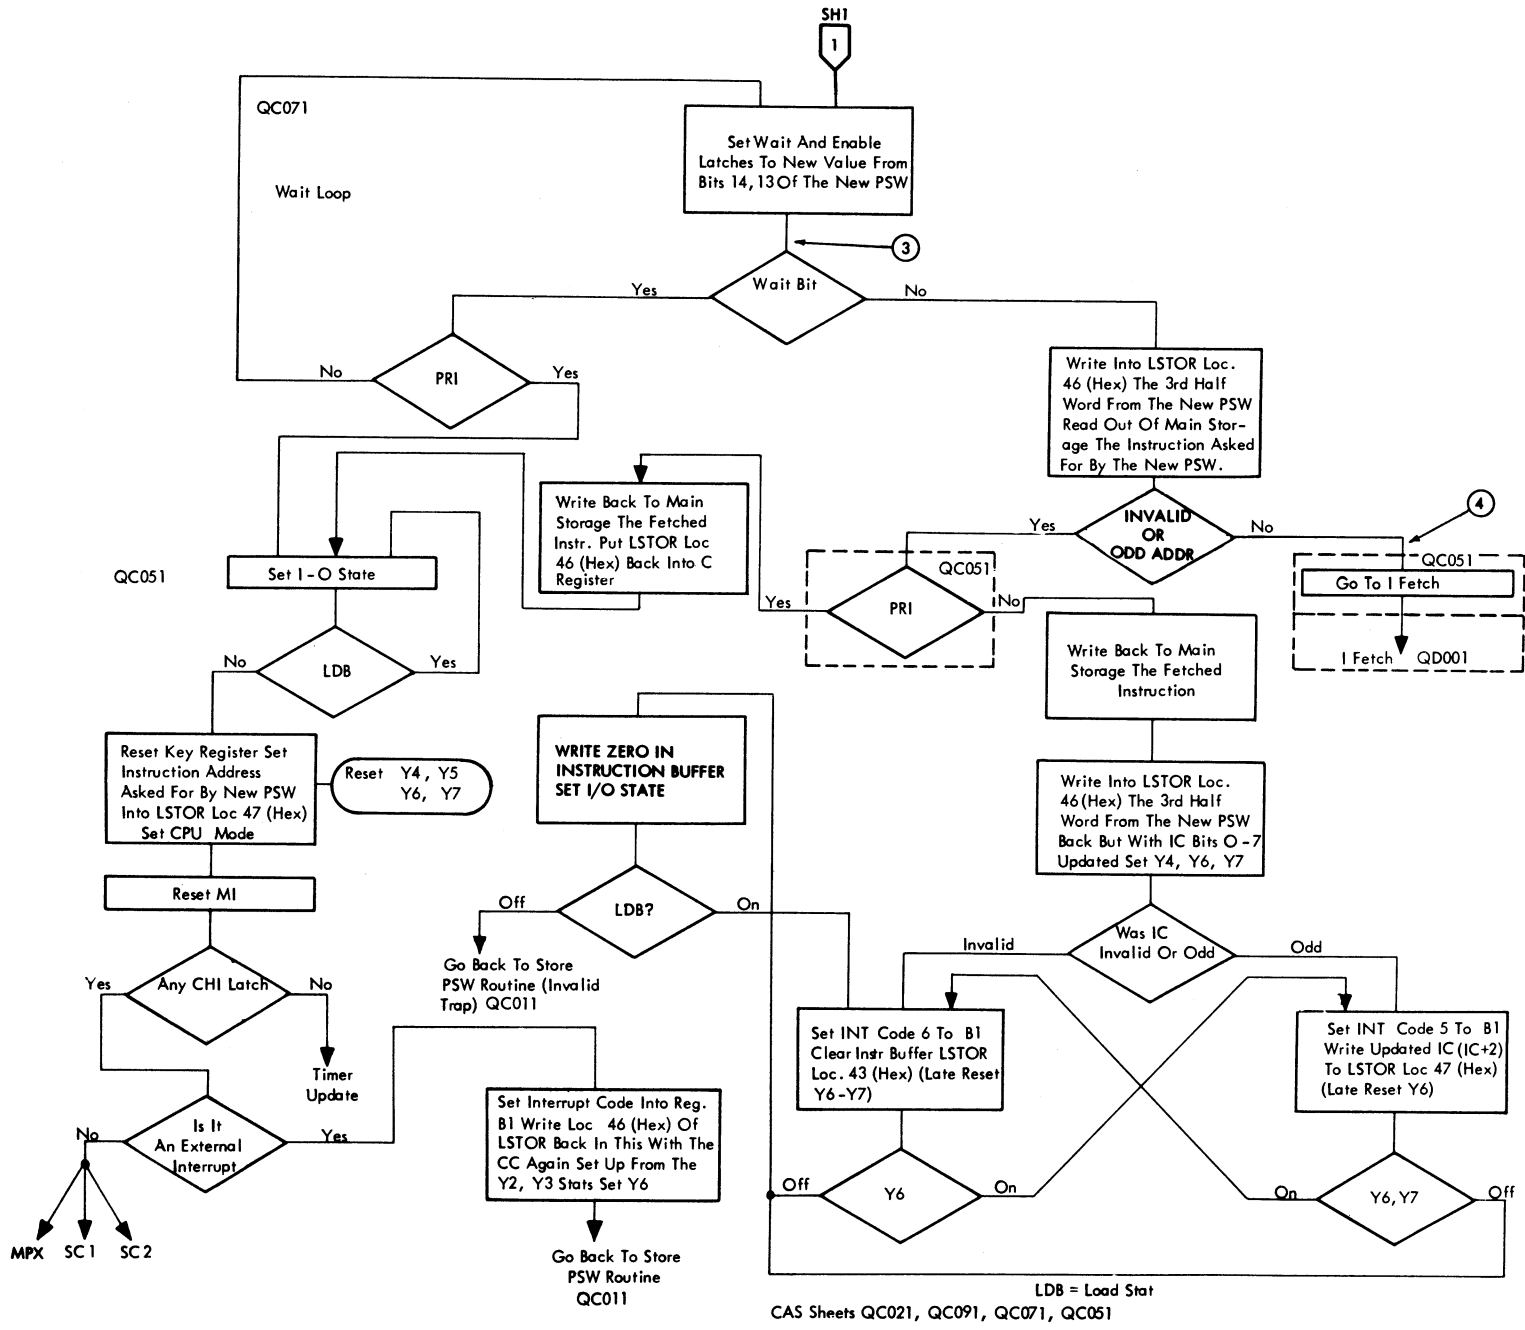 SH1
1
QC071
Set Wait And Enable
Latches To New Value From
Bits 14, 13 Of The New PSW
Wait Loop
3
Wait Bit
Yes
No
PRI
No
Yes
Write Into LSTOR Loc.
46 (Hex) The 3rd Half
Word From The New PSW
Read Out Of Main Stor-
age The Instruction Asked
For By The New PSW.
Write Back To Main
Storage The Fetched
Instr. Put LSTOR Loc
46 (Hex) Back Into C
Register
INVALID
OR
ODD ADDR
Yes
No
4
QC051
Go To I Fetch
I Fetch QD001
QC051
PRI
Yes
No
QC051
Set I-O State
LDB
No
Yes
Write Back To Main
Storage The Fetched
Instruction
Reset Key Register Set
Instruction Address
Asked For By New PSW
Into LSTOR Loc 47 (Hex)
Set CPU Mode
Reset Y4, Y5
Y6, Y7
WRITE ZERO IN
INSTRUCTION BUFFER
SET I/O STATE
Write Into LSTOR Loc.
46 (Hex) The 3rd Half
Word From The New PSW
Back But With IC Bits O-7
Updated Set Y4, Y6, Y7
Reset MI
LDB?
Off
On
Was IC
Invalid Or Odd
Invalid
Odd
Go Back To Store
PSW Routine (Invalid
Trap) QC011
Any CHI Latch
Yes
No
Timer
Update
Set INT Code 6 To B1
Clear Instr Buffer LSTOR
Loc. 43 (Hex) (Late Reset
Y6-Y7)
Set INT Code 5 To B1
Write Updated IC (IC+2)
To LSTOR Loc 47 (Hex)
(Late Reset Y6)
Is It
An External
Interrupt
No
Yes
Set Interrupt Code Into Reg.
B1 Write Loc 46 (Hex) Of
LSTOR Back In This With The
CC Again Set Up From The
Y2, Y3 Stats Set Y6
Off
Y6
On
On
Y6, Y7
Off
MPX
SC1
SC2
Go Back To Store
PSW Routine
QC011
LDB = Load Stat
CAS Sheets QC021, QC091, QC071, QC051